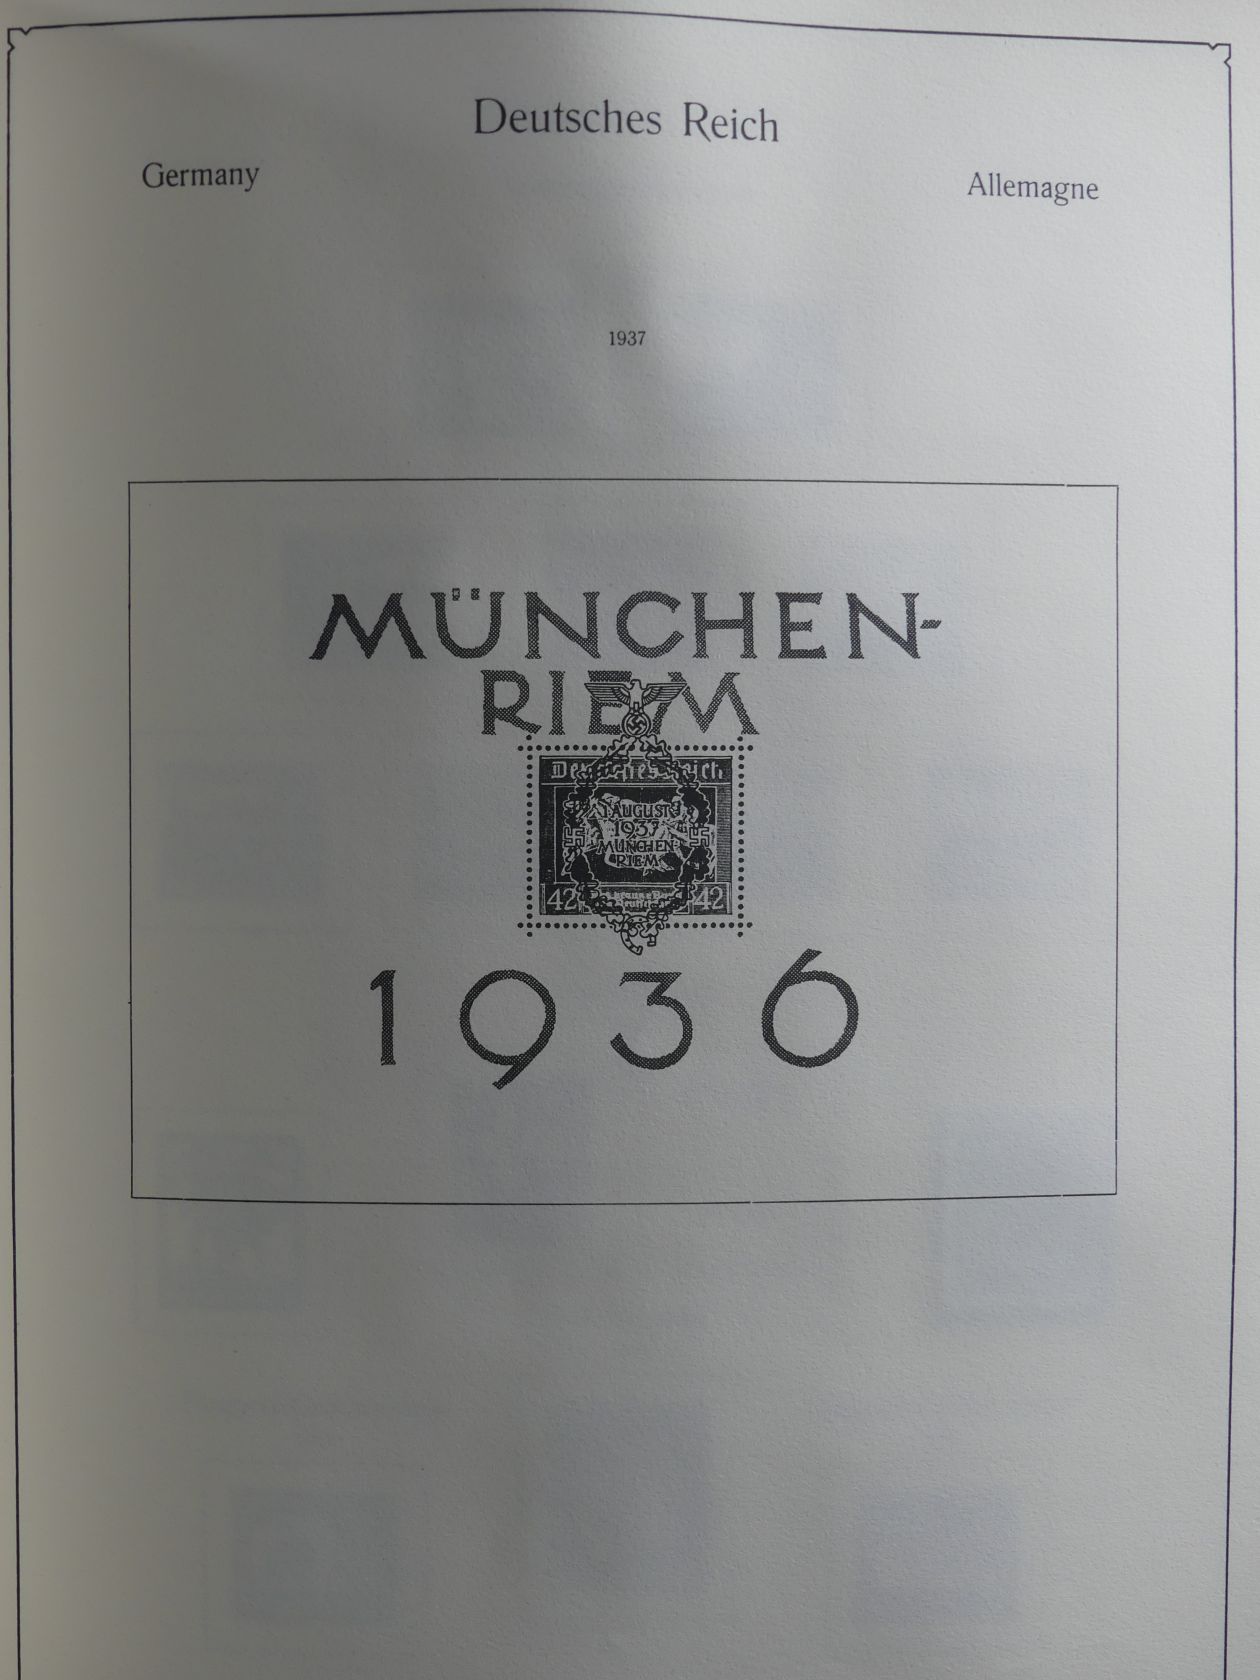 Deutsches Reich
Germany
Allemagne
1937
MÜNCHEN-
RIEM
Deutsches Reich
1. AUGUST
1937
MÜNCHEN-
RIEM
42 42
1936